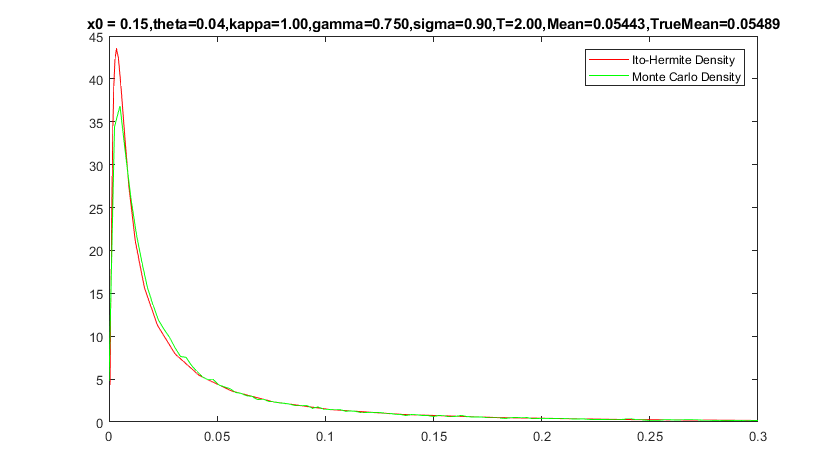 x0 = 0.15,theta=0.04,kappa=1.00,gamma=0.750,sigma=0.90,T=2.00,Mean=0.05443,TrueMean=0.05489
45
40
35
30
25
20
15
10
5
0
Ito-Hermite Density
Monte Carlo Density
0 0.05 0.1 0.15 0.2 0.25 0.3